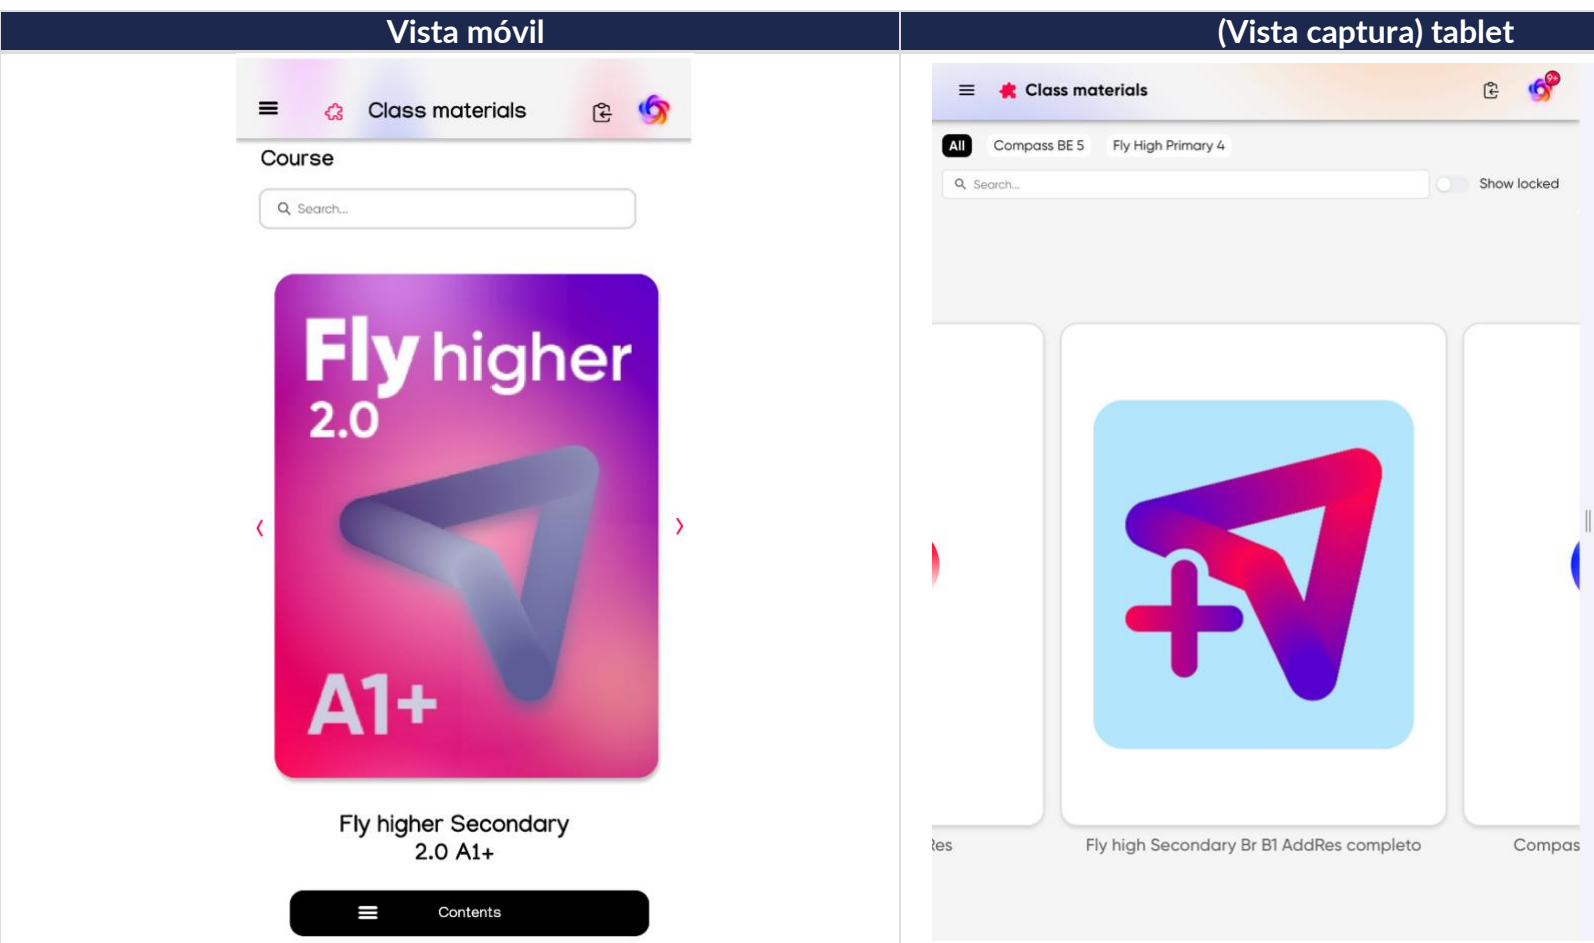 Vista móvil
Class materials
Course
Search...
Fly higher
2.0
A1+
Fly higher Secondary
2.0 A1+
Contents
(Vista captura) tablet
Class materials
9+
All
Compass BE 5
Fly High Primary 4
Search...
Show locked
Res
Fly high Secondary Br B1 AddRes completo
Compas